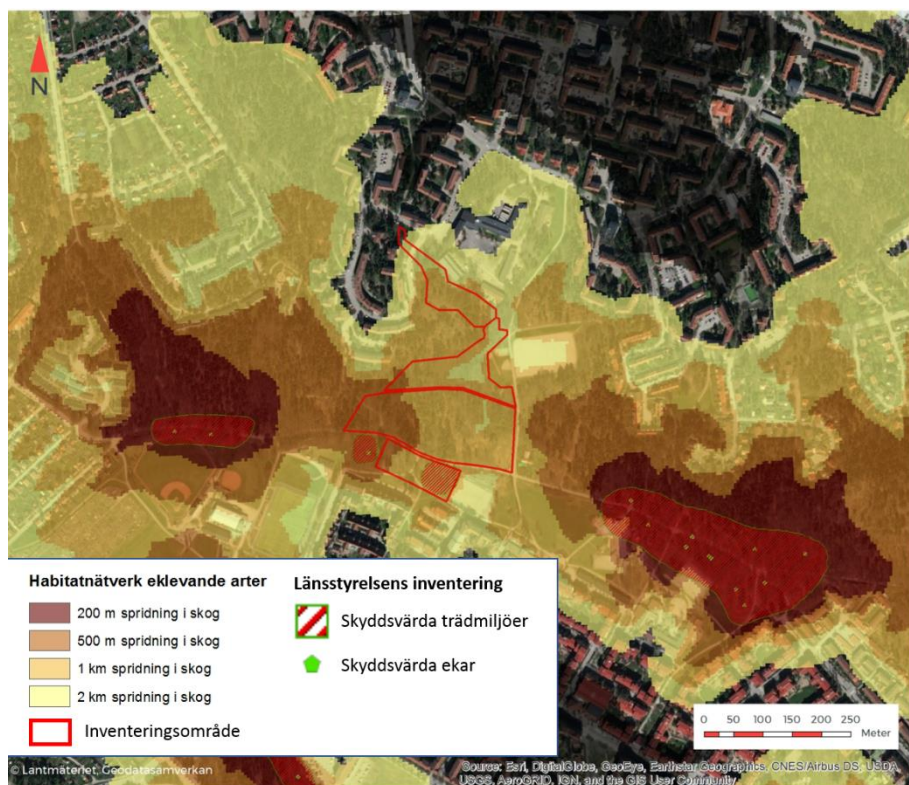 N
Habitatnätverk eklevande arter
200 m spridning i skog
500 m spridning i skog
1 km spridning i skog
2 km spridning i skog
Inventeringsområde
Länsstyrelsens inventering
Skyddsvärda trädmiljöer
Skyddsvärda ekar
0 50 100 150 200 250
Meter
© Lantmäteriet, Geodatasamverkan
Source: Esri, DigitalGlobe, GeoEye, Earthstar Geographics, CNES/Airbus DS, USDA,
USGS, AeroGRID, IGN, and the GIS User Community